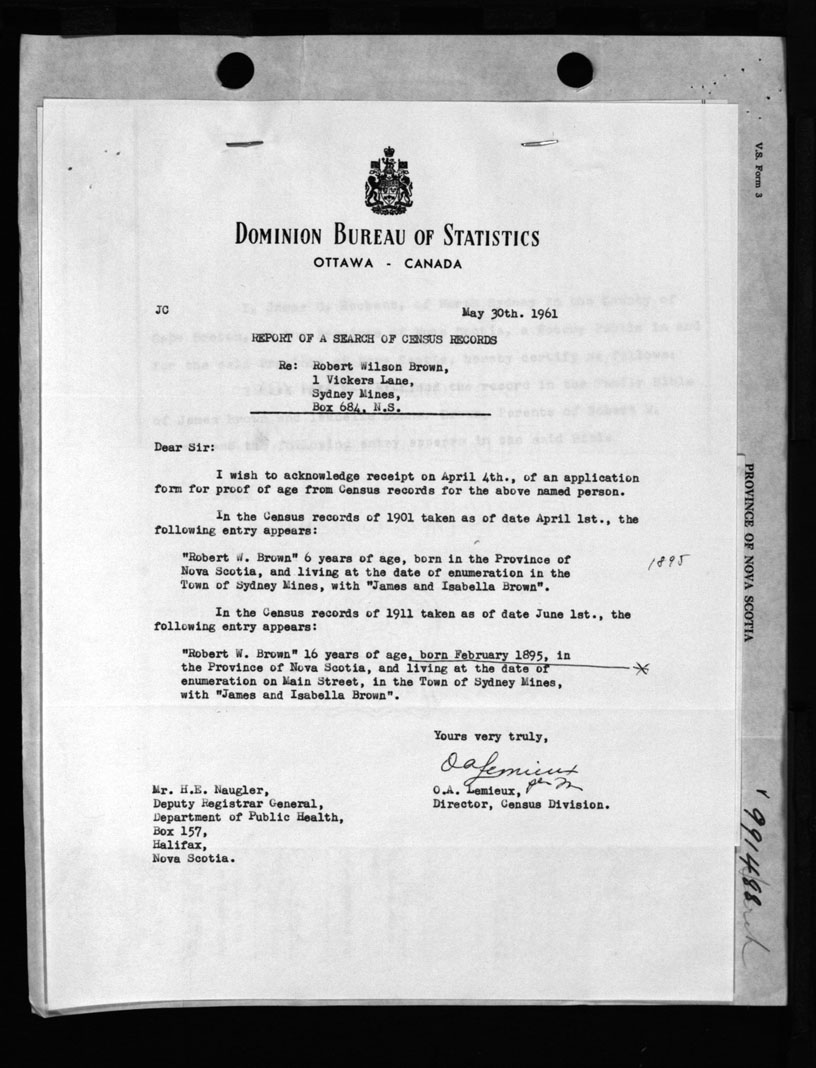 DOMINION BUREAU OF STATISTICS
OTTAWA - CANADA
JC
May 30th. 1961
REPORT OF A SEARCH OF CENSUS RECORDS
Re: Robert Wilson Brown,
1 Vickers Lane,
Sydney Mines,
Box 684. N.S.
Dear Sir:
I wish to acknowledge receipt on April 4th., of an application
form for proof of age from Census records for the above named person.
In the Census records of 1901 taken as of date April 1st., the
following entry appears:
"Robert W. Brown" 6 years of age, born in the Province of
Nova Scotia, and living at the date of enumeration in the
Town of Sydney Mines, with "James and Isabella Brown".
1895
In the Census records of 1911 taken as of date June 1st., the
following entry appears:
"Robert W. Brown" 16 years of age, born February 1895, in
the Province of Nova Scotia, and living at the date of
enumeration on Main Street, in the Town of Sydney Mines,
with "James and Isabella Brown".
Yours very truly,
O A Lemieux
per
O.A. Lemieux,
Director, Census Division.
Mr. H.E. Naugler,
Deputy Registrar General,
Department of Public Health,
Box 157,
Halifax,
Nova Scotia.
V.S. Form 3
PROVINCE OF NOVA SCOTIA
991488